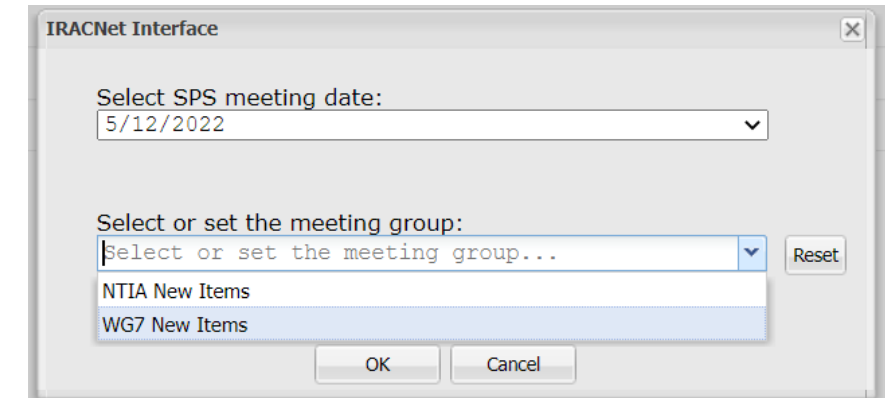 IRACNet Interface
Select SPS meeting date:
5/12/2022
Select or set the meeting group:
Select or set the meeting group...
Reset
NTIA New Items
WG7 New Items
OK
Cancel